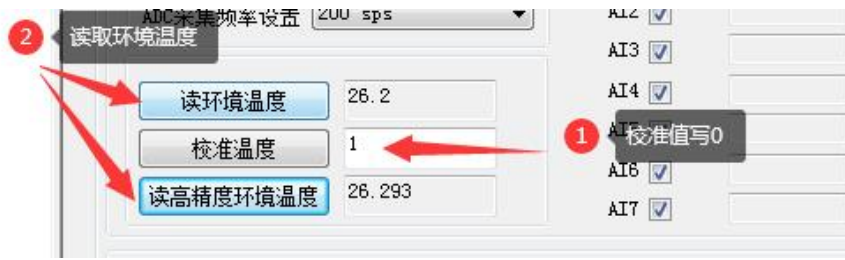 ADC采集频率设置 200 sps
AI2
2 读取环境温度
AI3
读环境温度 26.2
AI4
校准温度 1
1 校准值写0
AI6
读高精度环境温度 26.293
AI7